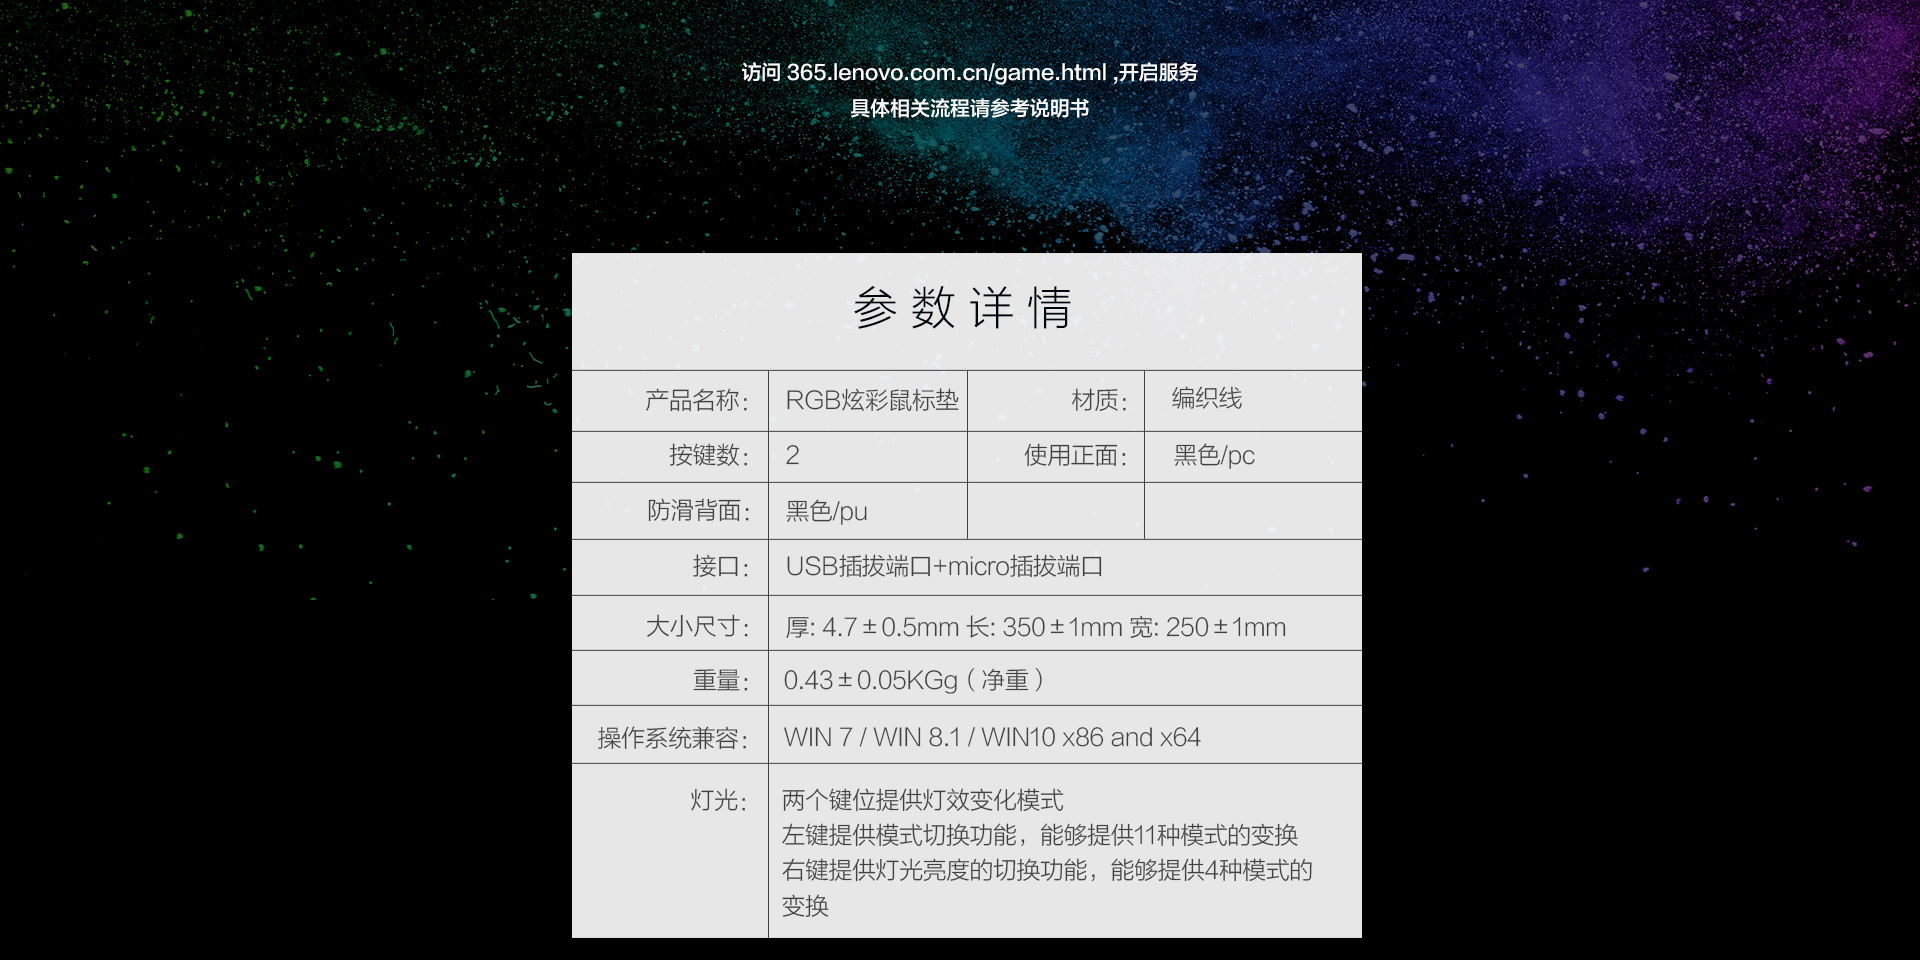 访问 365.lenovo.com.cn/game.html ,开启服务
具体相关流程请参考说明书
参数详情
产品名称： RGB炫彩鼠标垫 材质： 编织线
按键数： 2 使用正面： 黑色/pc
防滑背面： 黑色/pu
接口： USB插拔端口+micro插拔端口
大小尺寸： 厚: 4.7±0.5mm 长: 350±1mm 宽: 250±1mm
重量： 0.43±0.05KGg（净重）
操作系统兼容： WIN 7 / WIN 8.1 / WIN10 x86 and x64
灯光： 两个键位提供灯效变化模式
左键提供模式切换功能，能够提供11种模式的变换
右键提供灯光亮度的切换功能，能够提供4种模式的
变换